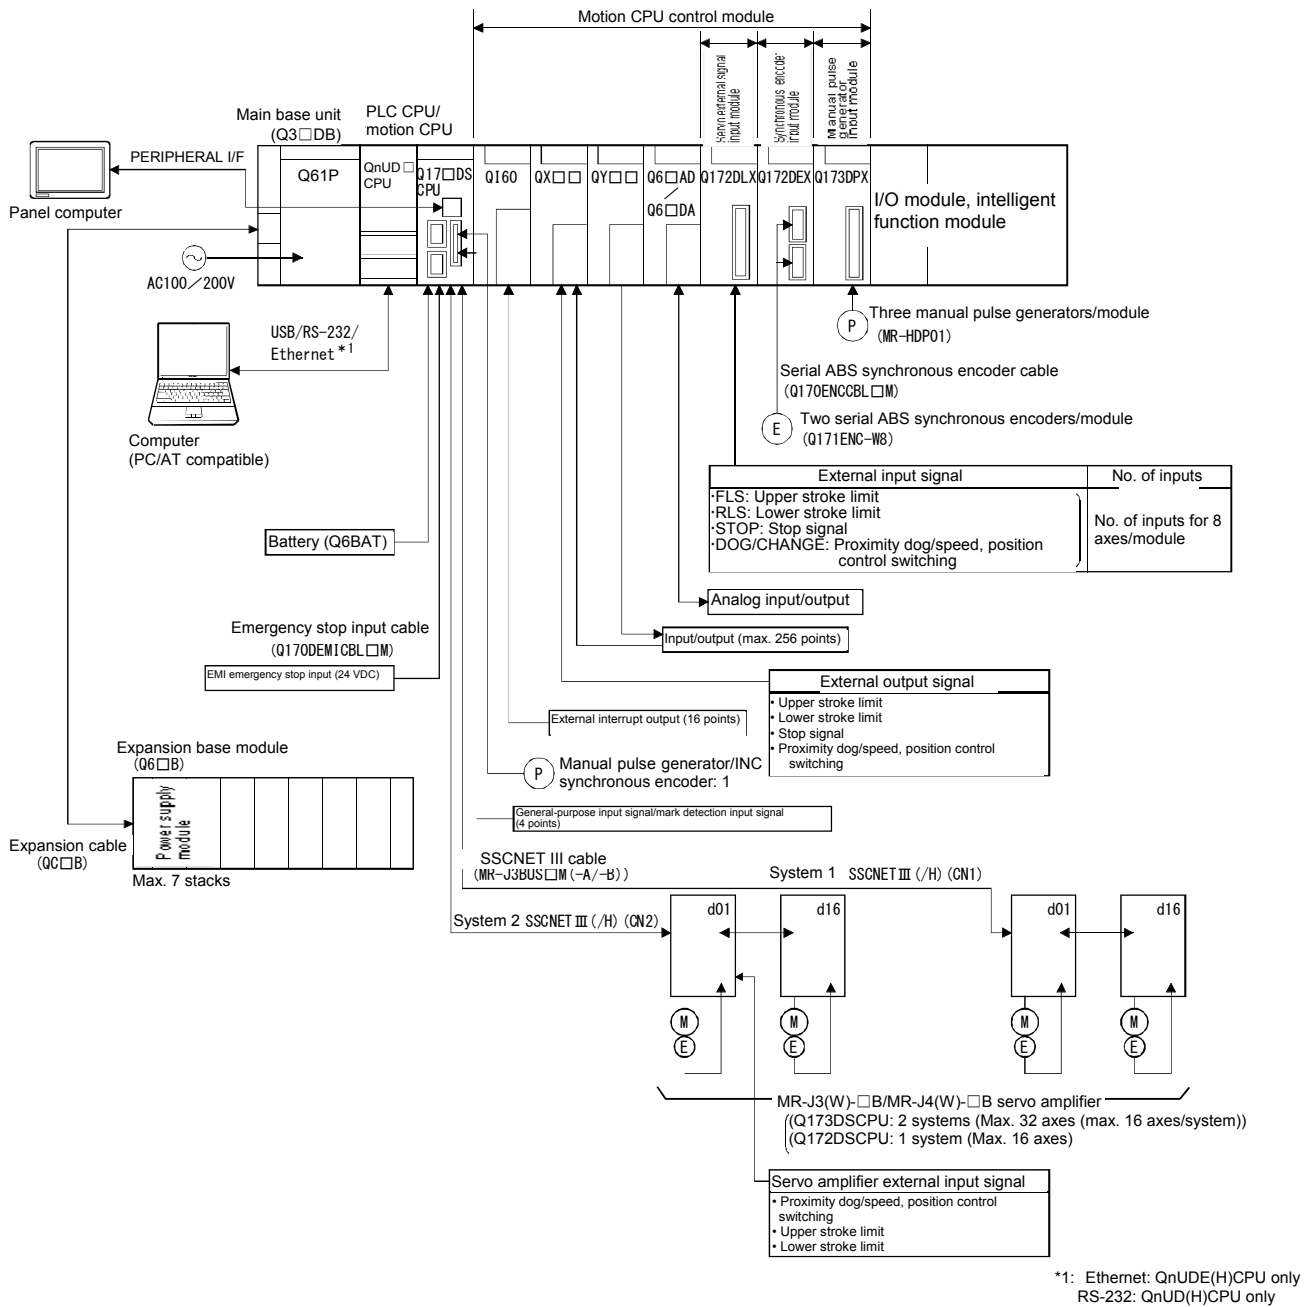 Motion CPU control module
Servo external signal
input module
Synchronous encoder
input module
Manual pulse
generator
input module
Main base unit
(Q3□DB)
PLC CPU/
motion CPU
PERIPHERAL I/F
Panel computer
Q61P
QnUD□
CPU
Q17□DS
CPU
QI60
QX□□
QY□□
Q6□AD
／
Q6□DA
Q172DLX
Q172DEX
Q173DPX
I/O module, intelligent
function module
AC100／200V
USB/RS-232/
Ethernet *1
Computer
(PC/AT compatible)
P
Three manual pulse generators/module
(MR-HDP01)
Serial ABS synchronous encoder cable
(Q170ENCCBL□M)
E
Two serial ABS synchronous encoders/module
(Q171ENC-W8)
External input signal
No. of inputs
·FLS: Upper stroke limit
·RLS: Lower stroke limit
·STOP: Stop signal
·DOG/CHANGE: Proximity dog/speed, position
control switching
No. of inputs for 8
axes/module
Battery (Q6BAT)
Analog input/output
Input/output (max. 256 points)
Emergency stop input cable
(Q170DEMICBL□M)
EMI emergency stop input (24 VDC)
External output signal
• Upper stroke limit
• Lower stroke limit
• Stop signal
• Proximity dog/speed, position control
switching
External interrupt output (16 points)
P
Manual pulse generator/INC
synchronous encoder: 1
General-purpose input signal/mark detection input signal
(4 points)
Expansion base module
(Q6□B)
Power supply
module
Expansion cable
(QC□B)
Max. 7 stacks
SSCNET III cable
(MR-J3BUS□M(-A/-B))
System 1 SSCNETⅢ(/H)(CN1)
System 2 SSCNETⅢ(/H)(CN2)
d01
d16
d01
d16
M
E
M
E
M
E
M
E
MR-J3(W)-□B/MR-J4(W)-□B servo amplifier
((Q173DSCPU: 2 systems (Max. 32 axes (max. 16 axes/system))
(Q172DSCPU: 1 system (Max. 16 axes)
Servo amplifier external input signal
• Proximity dog/speed, position control
switching
• Upper stroke limit
• Lower stroke limit
*1: Ethernet: QnUDE(H)CPU only
RS-232: QnUD(H)CPU only